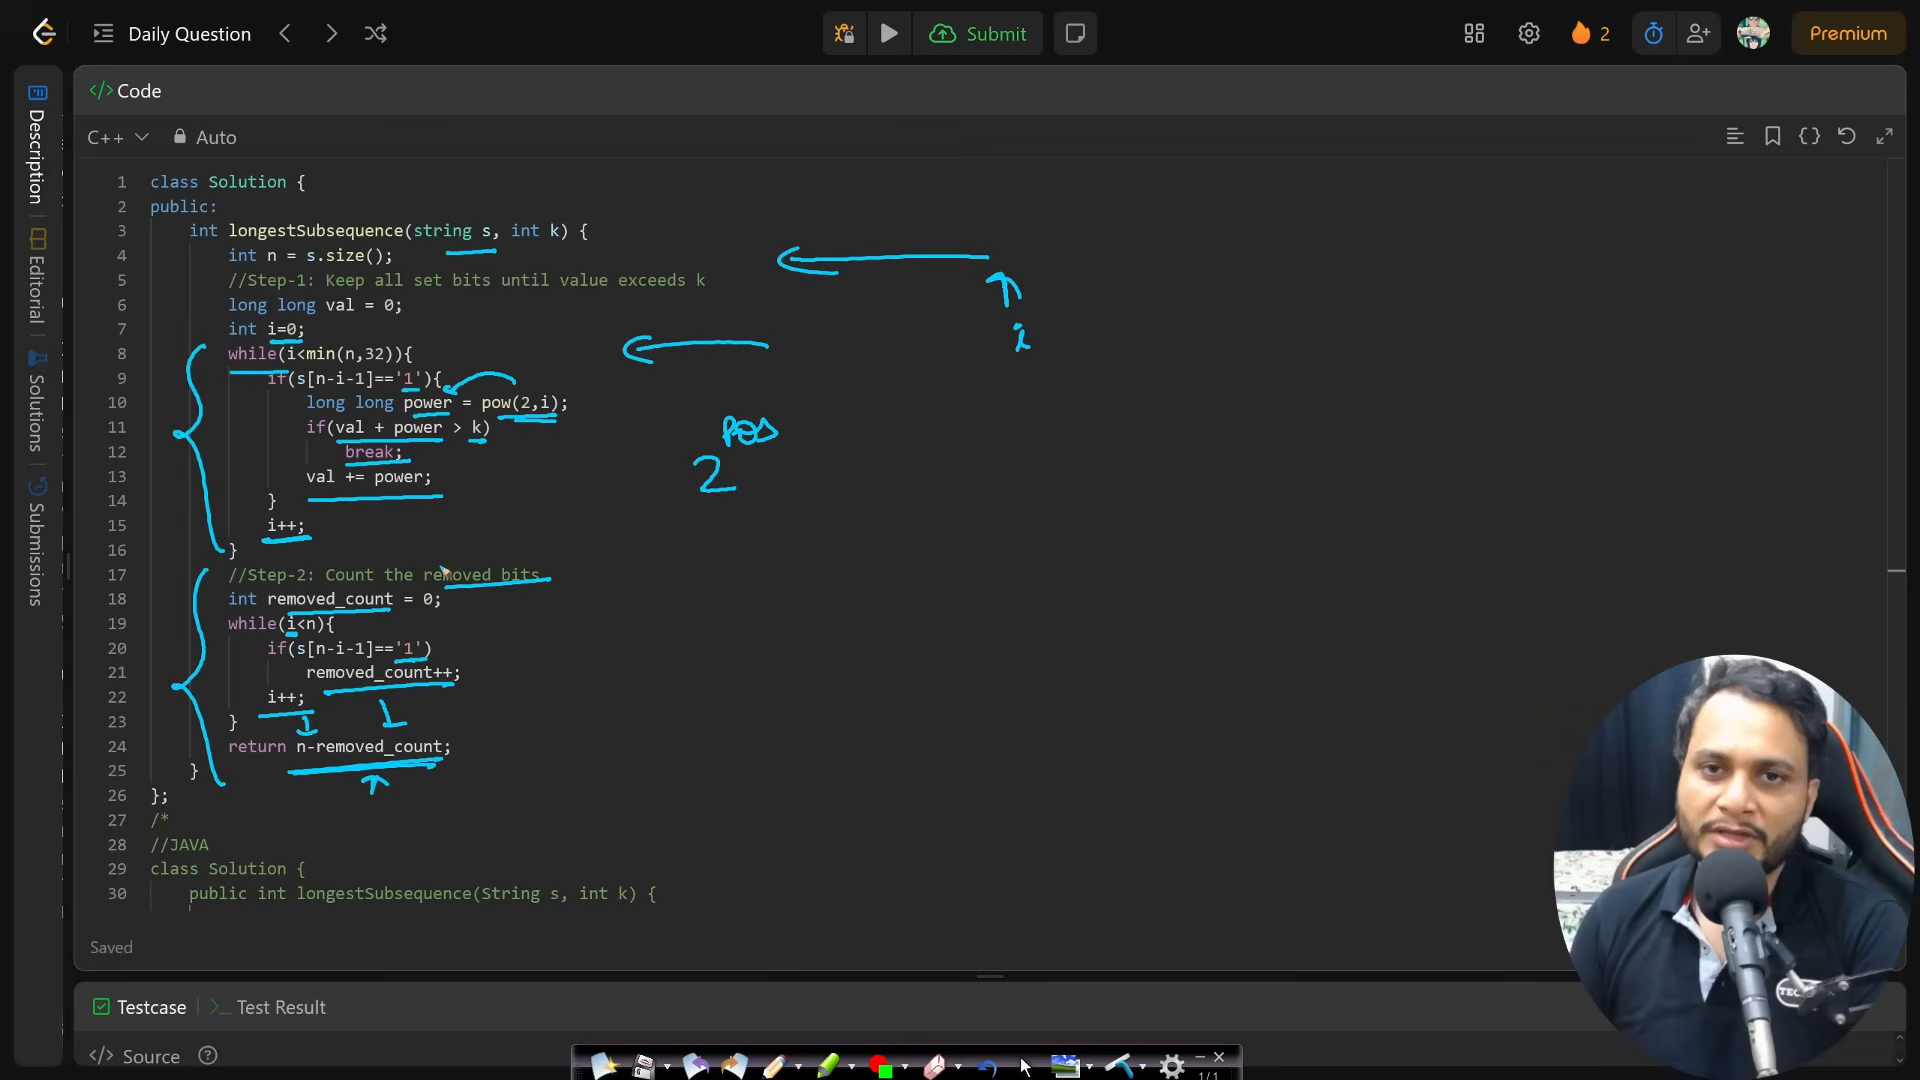 Daily Question
Submit
2
Premium
Description
Editorial
Solutions
Submissions
</> Code
C++
Auto
1 class Solution {
2 public:
3 int longestSubsequence(string s, int k) {
4 int n = s.size();
5 //Step-1: Keep all set bits until value exceeds k
6 long long val = 0;
7 int i=0;
8 while(i<min(n,32)){
9 if(s[n-i-1]=='1'){
10 long long power = pow(2,i);
11 if(val + power > k)
12 break;
13 val += power;
14 }
15 i++;
16 }
17 //Step-2: Count the removed bits
18 int removed_count = 0;
19 while(i<n){
20 if(s[n-i-1]=='1')
21 removed_count++;
22 i++;
23 }
24 return n-removed_count;
25 }
26 };
27 /*
28 //JAVA
29 class Solution {
30 public int longestSubsequence(String s, int k) {
i
pos
2
Saved
Testcase
Test Result
</> Source
1/1